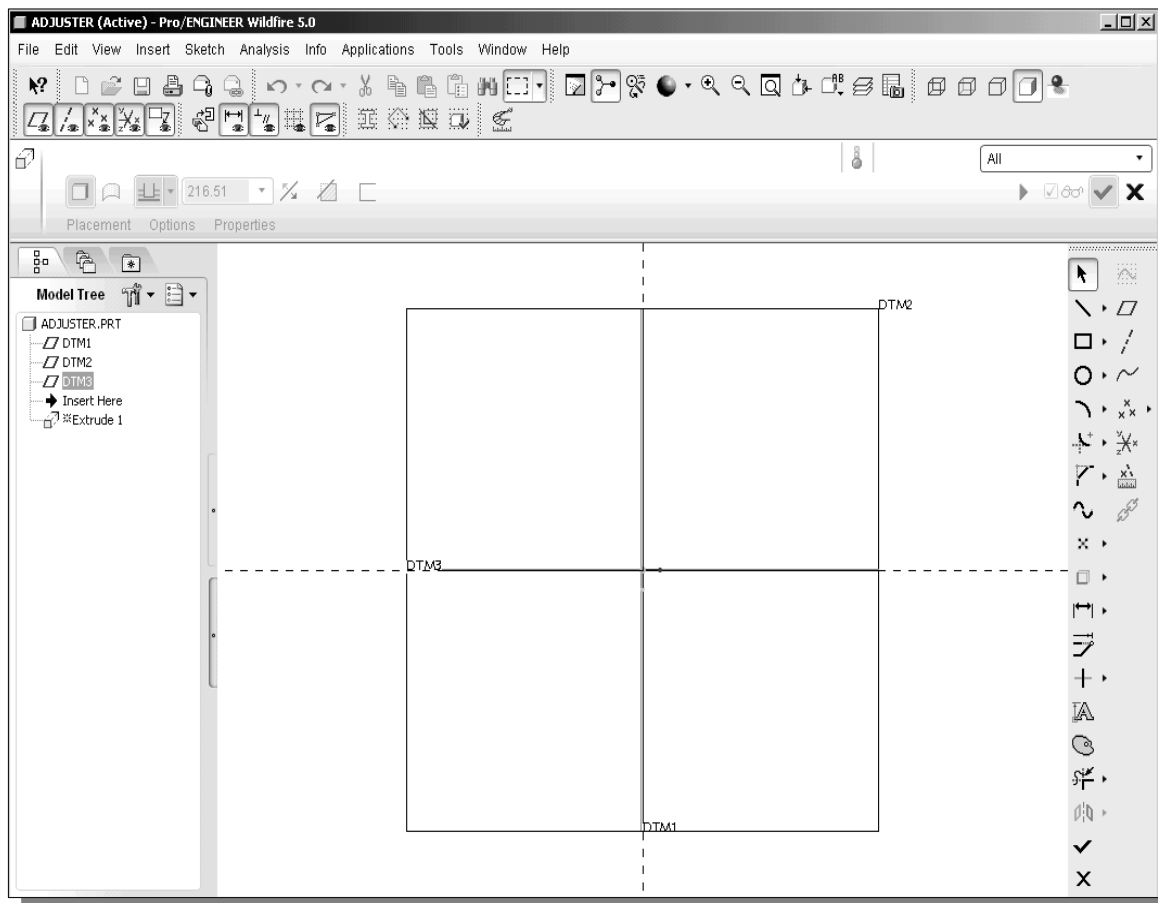 ADJUSTER (Active) - Pro/ENGINEER Wildfire 5.0
File Edit View Insert Sketch Analysis Info Applications Tools Window Help
All
216.51
Placement Options Properties
Model Tree
ADJUSTER.PRT
DTM1
DTM2
DTM3
Insert Here
Extrude 1
DTM2
DTM3
DTM1